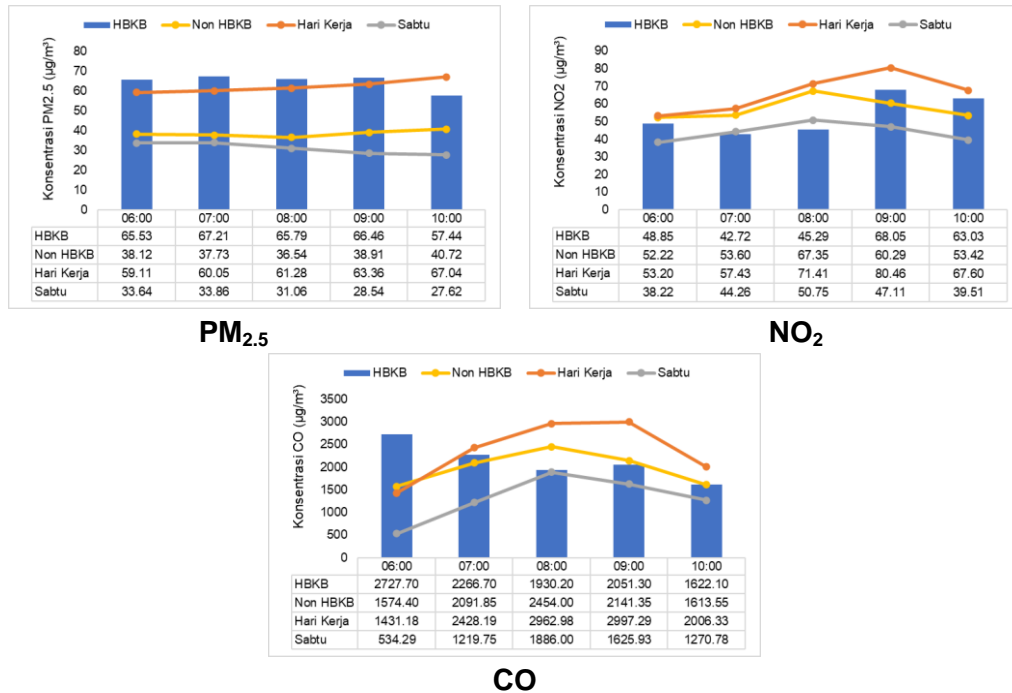 HBKB Non HBKB Hari Kerja Sabtu
Konsentrasi PM2.5 (µg/m³)
80
70
60
50
40
30
20
10
0
06:00 07:00 08:00 09:00 10:00
HBKB 65.53 67.21 65.79 66.46 57.44
Non HBKB 38.12 37.73 36.54 38.91 40.72
Hari Kerja 59.11 60.05 61.28 63.36 67.04
Sabtu 33.64 33.86 31.06 28.54 27.62
PM2.5
HBKB Non HBKB Hari Kerja Sabtu
Konsentrasi NO2 (µg/m³)
90
80
70
60
50
40
30
20
10
0
06:00 07:00 08:00 09:00 10:00
HBKB 48.85 42.72 45.29 68.05 63.03
Non HBKB 52.22 53.60 67.35 60.29 53.42
Hari Kerja 53.20 57.43 71.41 80.46 67.60
Sabtu 38.22 44.26 50.75 47.11 39.51
NO2
HBKB Non HBKB Hari Kerja Sabtu
Konsentrasi CO (µg/m³)
3500
3000
2500
2000
1500
1000
500
0
06:00 07:00 08:00 09:00 10:00
HBKB 2727.70 2266.70 1930.20 2051.30 1622.10
Non HBKB 1574.40 2091.85 2454.00 2141.35 1613.55
Hari Kerja 1431.18 2428.19 2962.98 2997.29 2006.33
Sabtu 534.29 1219.75 1886.00 1625.93 1270.78
CO